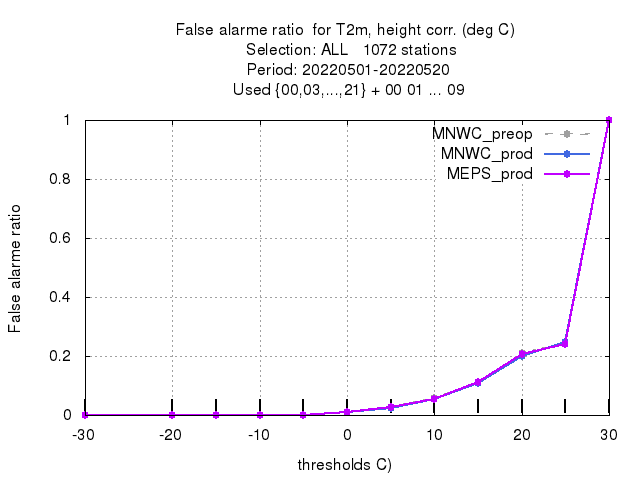 False alarme ratio  for T2m, height corr. (deg C)
Selection: ALL   1072 stations
Period: 20220501-20220520
Used {00,03,...,21} + 00 01 ... 09
MNWC_preop
MNWC_prod
MEPS_prod
False alarme ratio
1
0.8
0.6
0.4
0.2
0
-30
-20
-10
0
10
20
30
thresholds C)